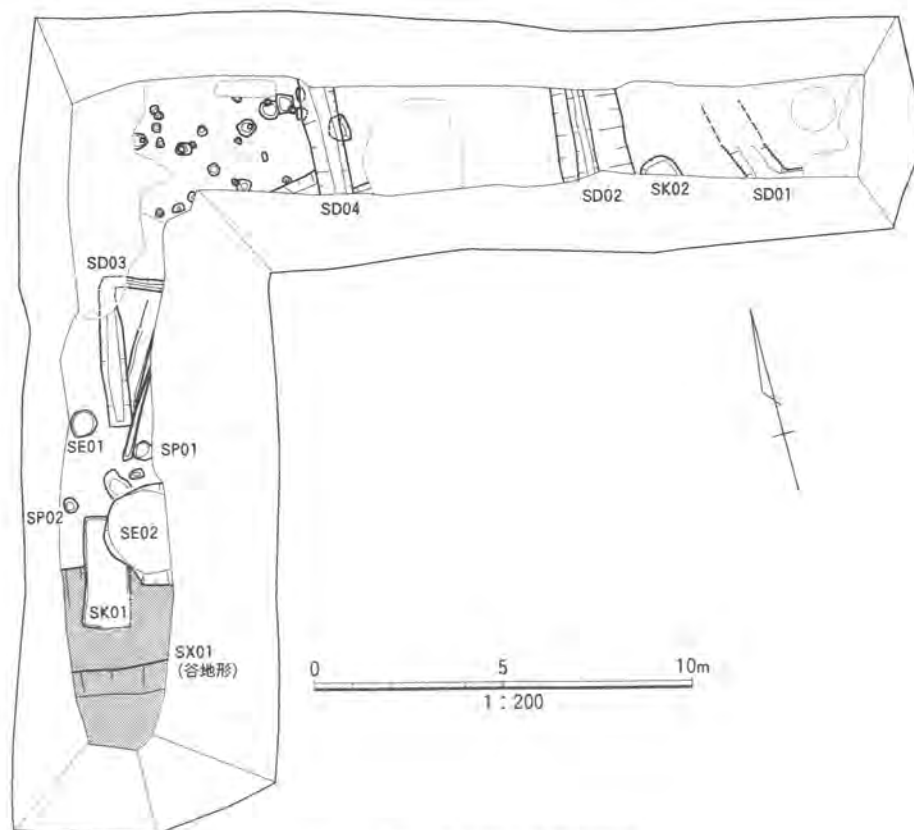 SD04
SD02
SK02
SD01
SD03
SE01
SP01
SP02
SE02
SK01
SX01
(谷地形)
0 5 10m
1：200